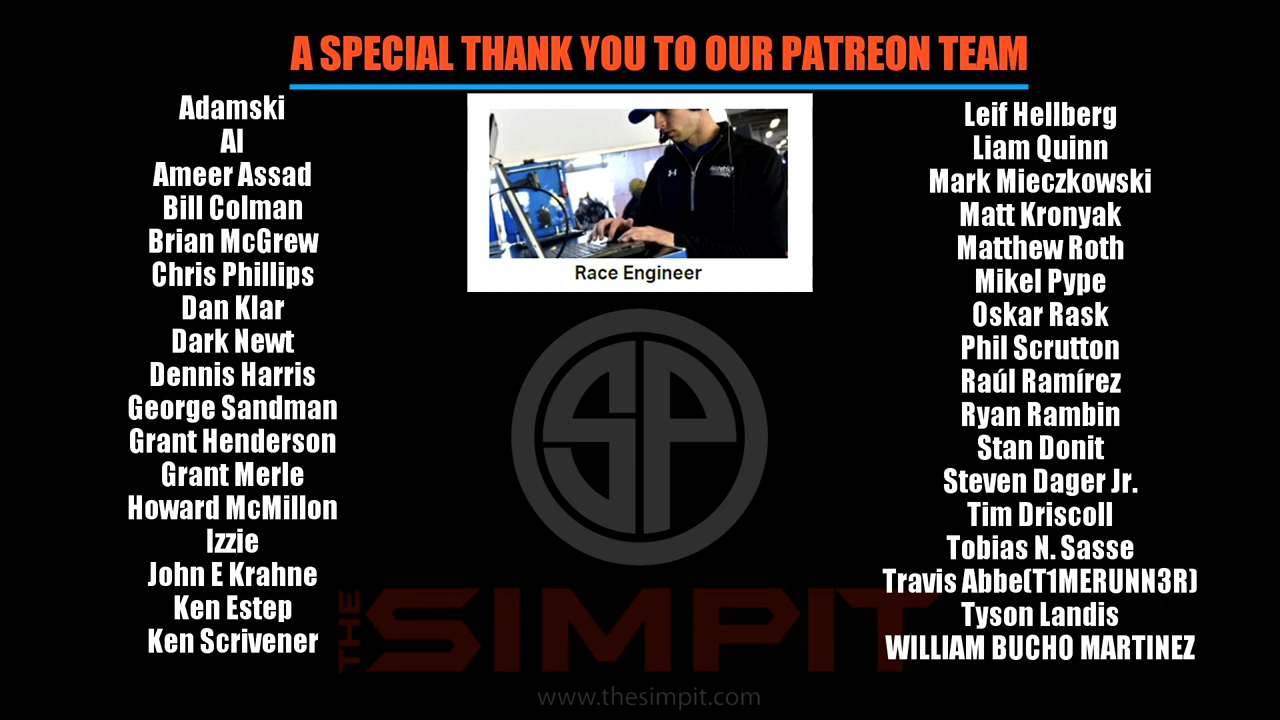 A SPECIAL THANK YOU TO OUR PATREON TEAM
Adamski
Al
Ameer Assad
Bill Colman
Brian McGrew
Chris Phillips
Dan Klar
Dark Newt
Dennis Harris
George Sandman
Grant Henderson
Grant Merle
Howard McMillon
Izzie
John E Krahne
Ken Estep
Ken Scrivener
Race Engineer
SP
THE SIMPIT
www.thesimpit.com
Leif Hellberg
Liam Quinn
Mark Mieczkowski
Matt Kronyak
Matthew Roth
Mikel Pype
Oskar Rask
Phil Scrutton
Raúl Ramírez
Ryan Rambin
Stan Donit
Steven Dager Jr.
Tim Driscoll
Tobias N. Sasse
Travis Abbe(T1MERUNN3R)
Tyson Landis
WILLIAM BUCHO MARTINEZ